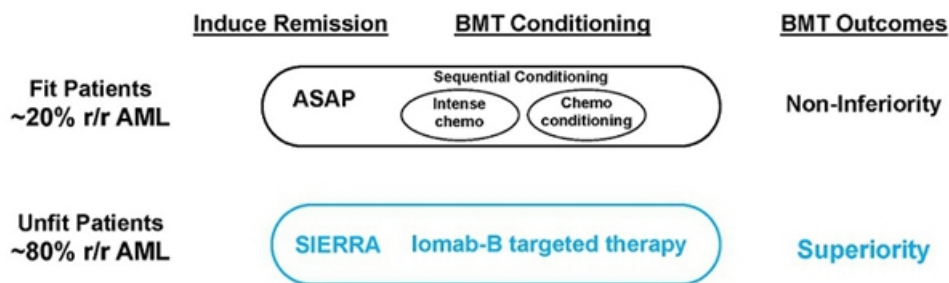 Induce Remission BMT Conditioning BMT Outcomes
Fit Patients
~20% r/r AML
ASAP
Sequential Conditioning
Intense
chemo
Chemo
conditioning
Non-Inferiority
Unfit Patients
~80% r/r AML
SIERRA Iomab-B targeted therapy
Superiority